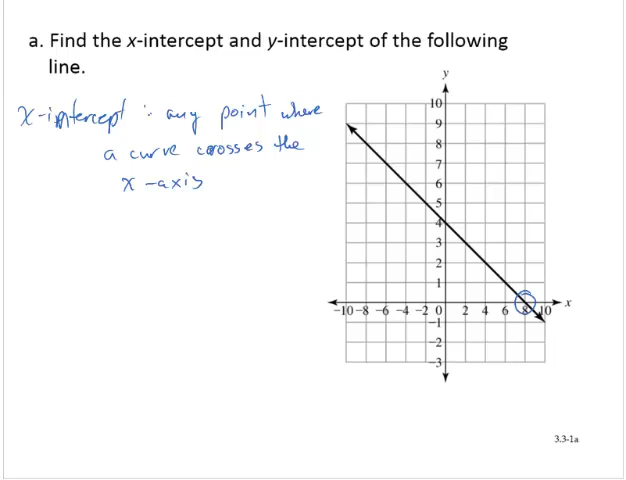 a. Find the x-intercept and y-intercept of the following
line.
x-intercept : any point where
a curve crosses the
x-axis
y
10
9
8
7
6
5
4
3
2
1
-10 -8 -6 -4 -2 0 2 4 6 8 10 x
-1
-2
-3
3.3-1a